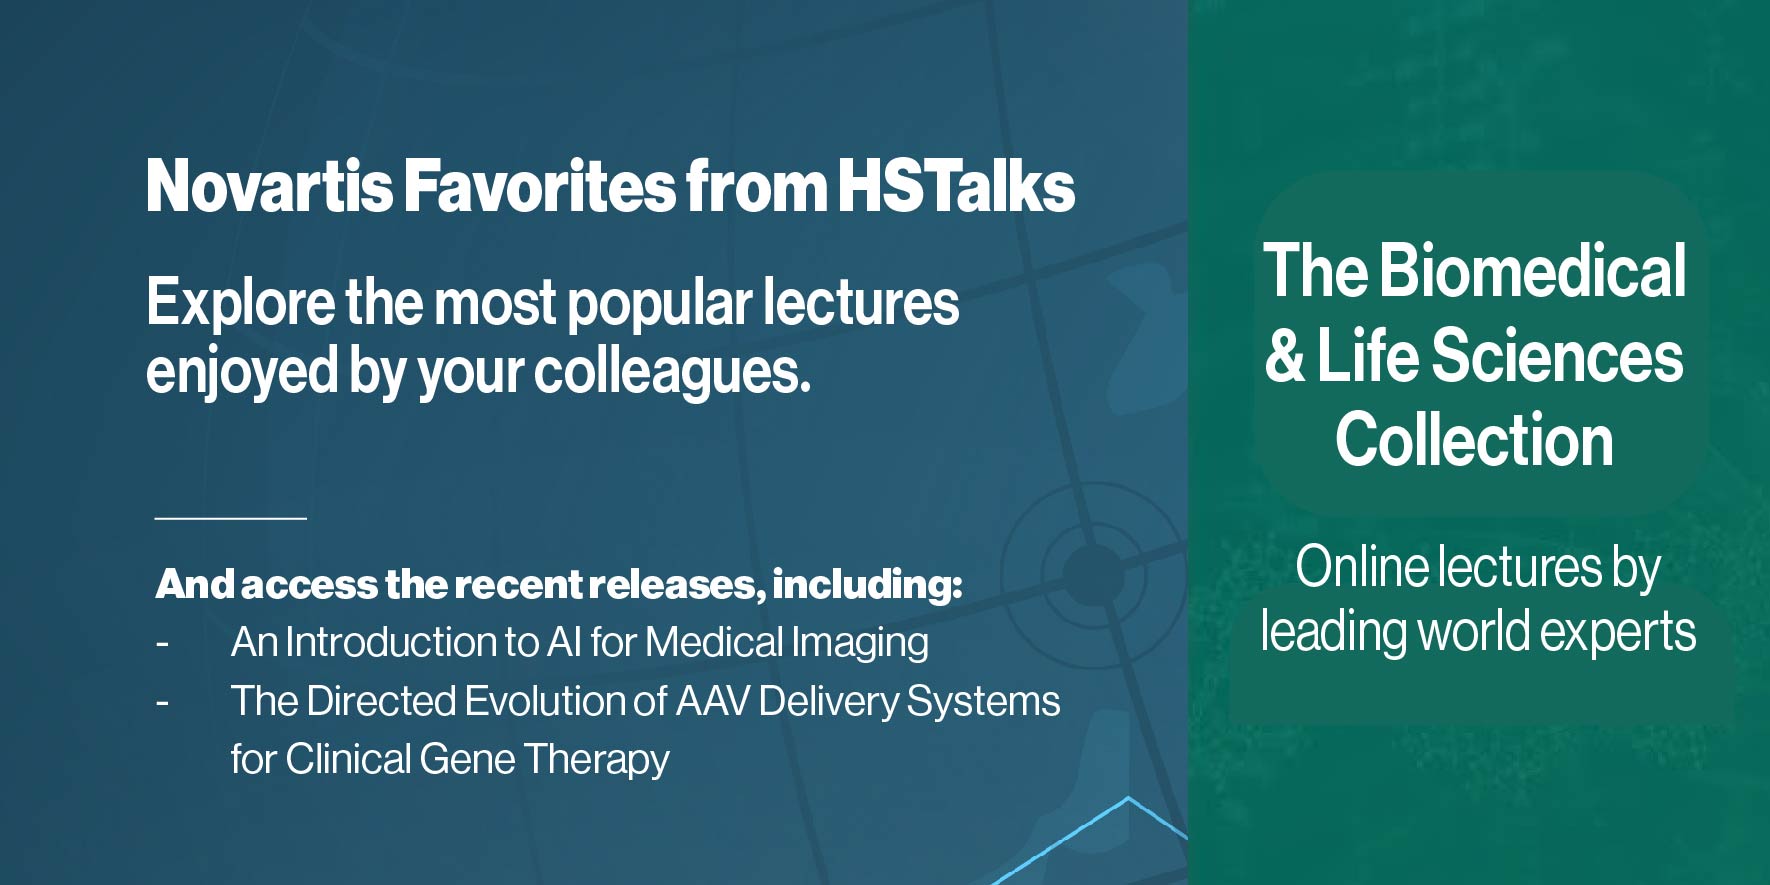 Novartis Favorites from HSTalks
Explore the most popular lectures
enjoyed by your colleagues.
And access the recent releases, including:
- An Introduction to AI for Medical Imaging
- The Directed Evolution of AAV Delivery Systems
for Clinical Gene Therapy
The Biomedical
& Life Sciences
Collection
Online lectures by
leading world experts